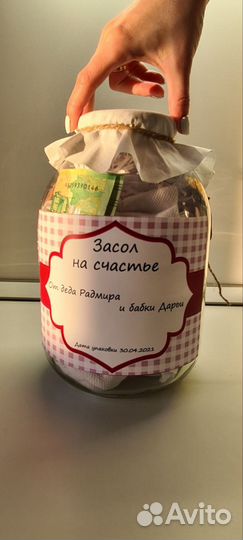 Засол
на счастье
От деда Радмира
и бабки Дарьи
Дата упаковки 30.04.2021
Avito